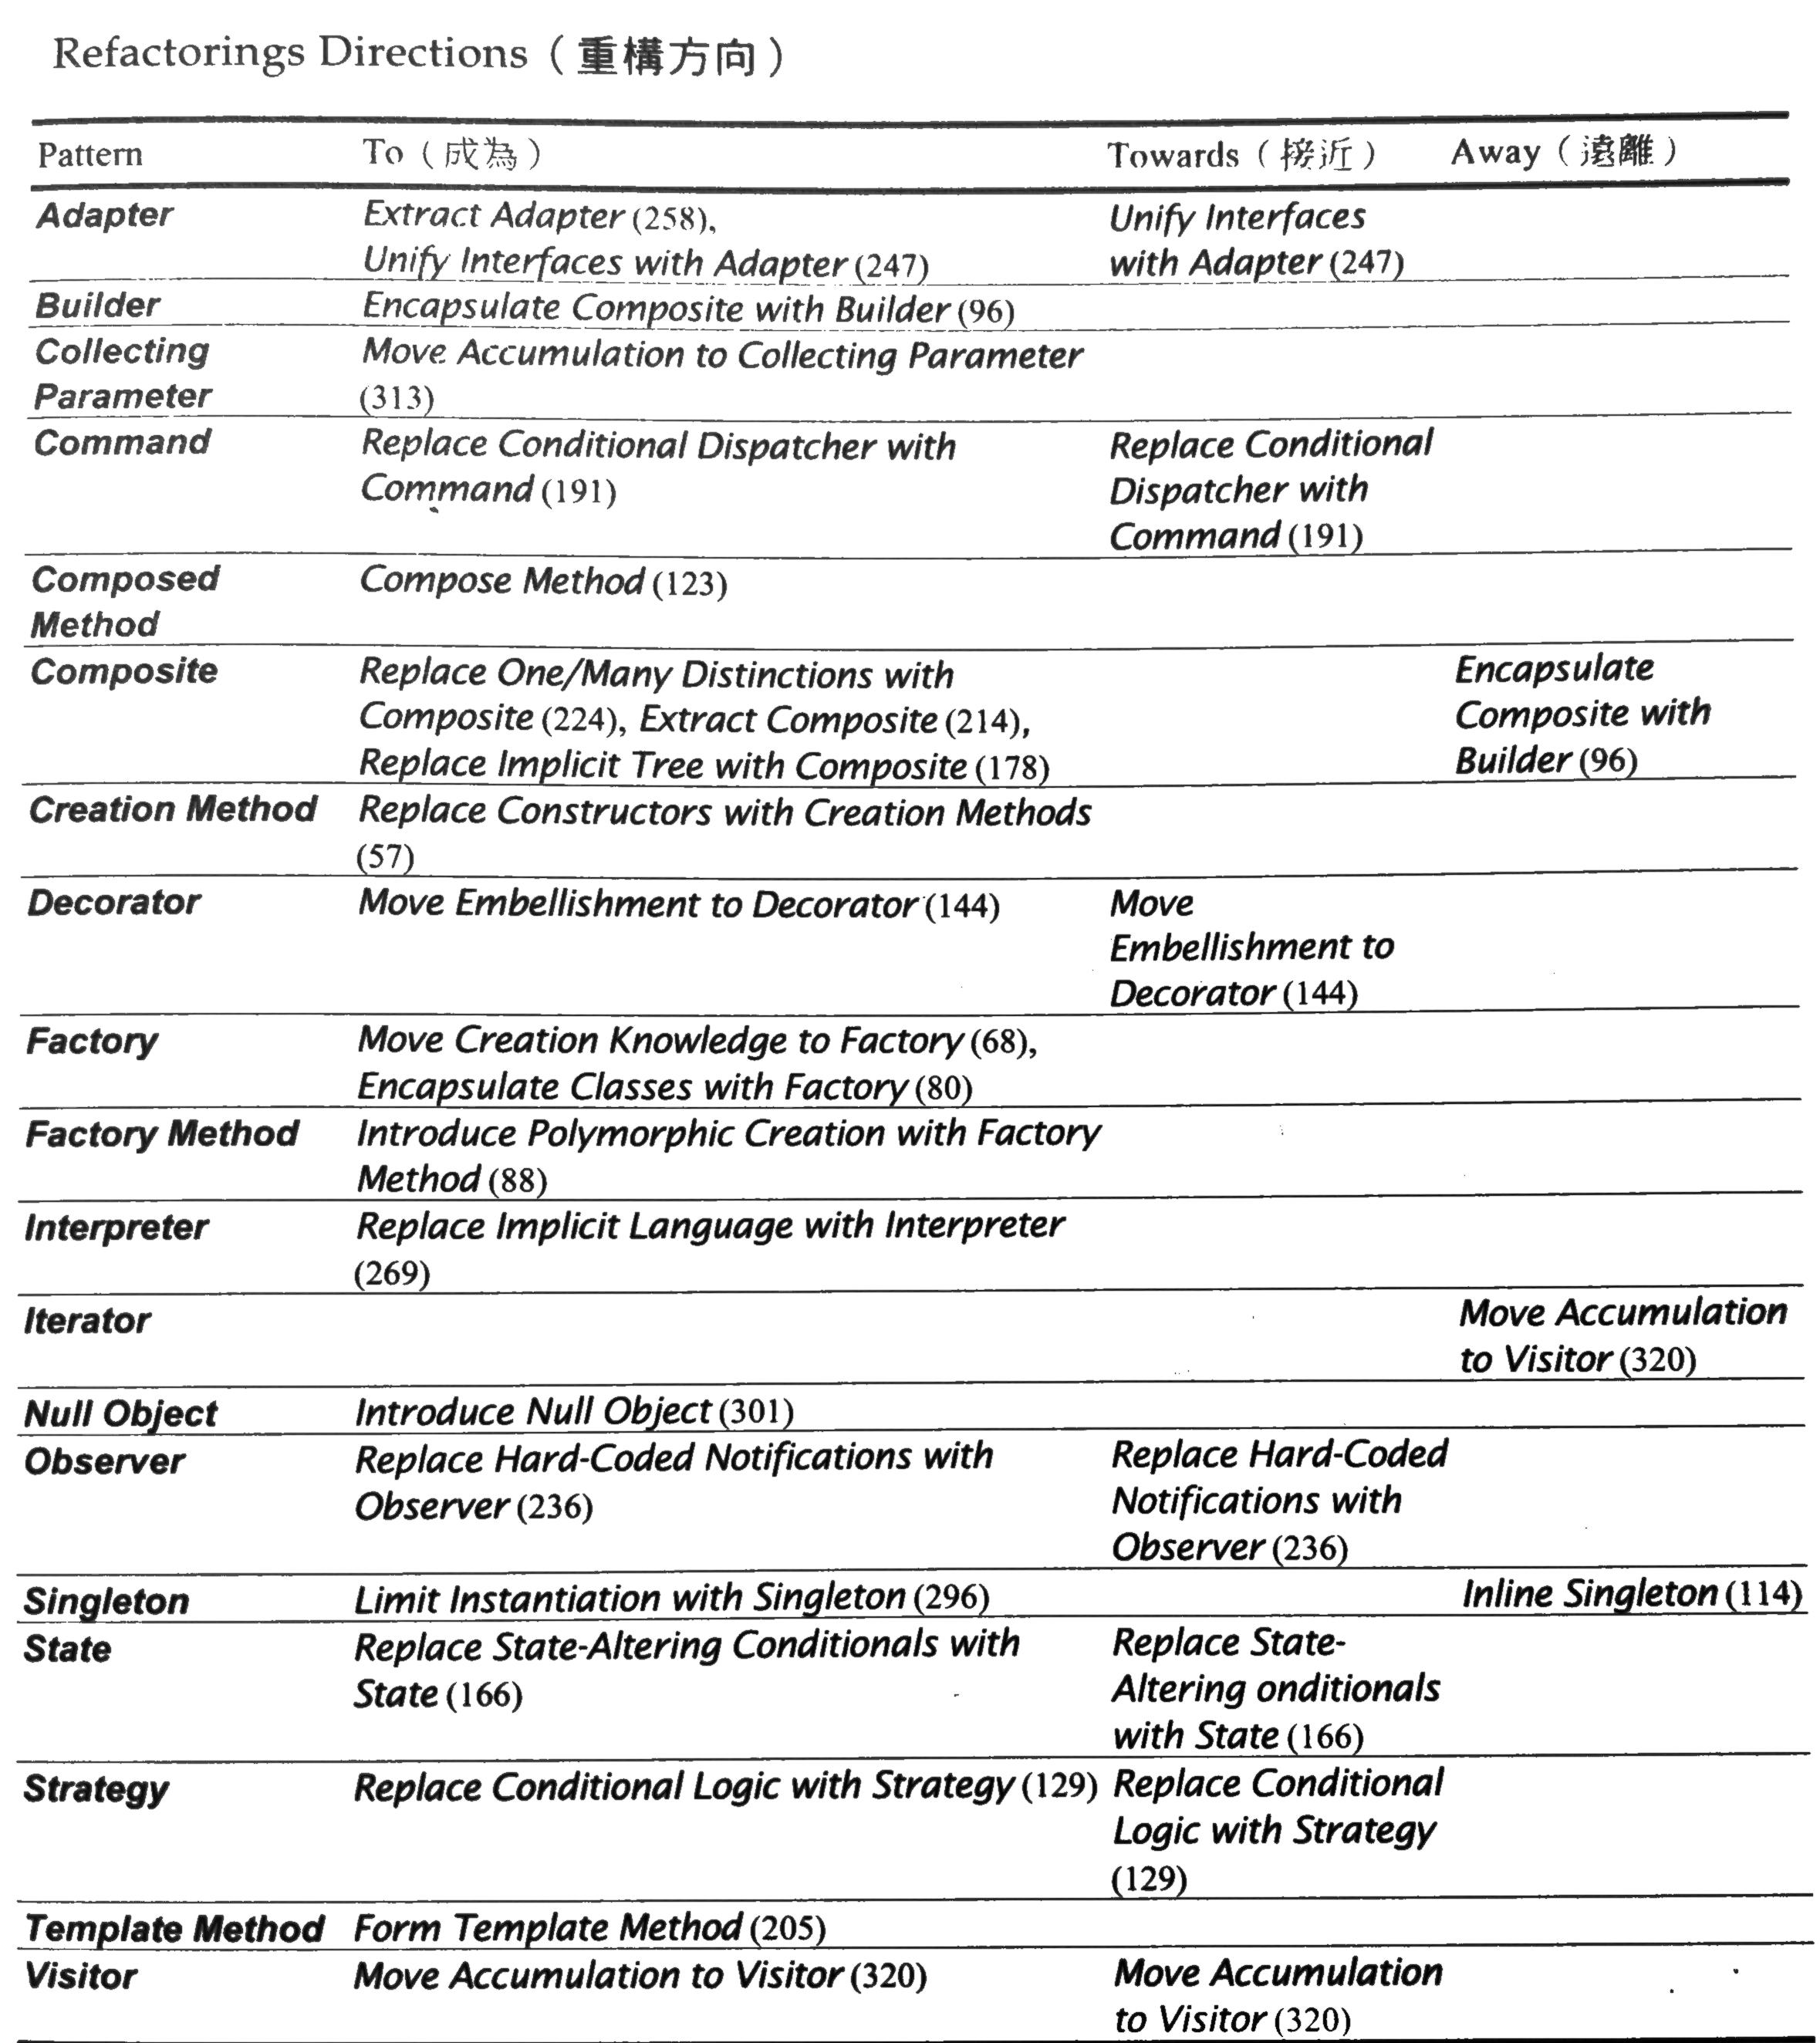 Refactorings Directions（重構方向）
Pattern To（成為） Towards（接近） Away（遠離）
Adapter Extract Adapter (258), Unify Interfaces
Unify Interfaces with Adapter (247) with Adapter (247)
Builder Encapsulate Composite with Builder (96)
Collecting Move Accumulation to Collecting Parameter
Parameter (313)
Command Replace Conditional Dispatcher with Replace Conditional
Command (191) Dispatcher with
Command (191)
Composed Compose Method (123)
Method
Composite Replace One/Many Distinctions with Encapsulate
Composite (224), Extract Composite (214), Composite with
Replace Implicit Tree with Composite (178) Builder (96)
Creation Method Replace Constructors with Creation Methods
(57)
Decorator Move Embellishment to Decorator (144) Move
Embellishment to
Decorator (144)
Factory Move Creation Knowledge to Factory (68),
Encapsulate Classes with Factory (80)
Factory Method Introduce Polymorphic Creation with Factory
Method (88)
Interpreter Replace Implicit Language with Interpreter
(269)
Iterator Move Accumulation
to Visitor (320)
Null Object Introduce Null Object (301)
Observer Replace Hard-Coded Notifications with Replace Hard-Coded
Observer (236) Notifications with
Observer (236)
Singleton Limit Instantiation with Singleton (296) Inline Singleton (114)
State Replace State-Altering Conditionals with Replace State-
State (166) Altering onditionals
with State (166)
Strategy Replace Conditional Logic with Strategy (129) Replace Conditional
Logic with Strategy
(129)
Template Method Form Template Method (205)
Visitor Move Accumulation to Visitor (320) Move Accumulation
to Visitor (320)